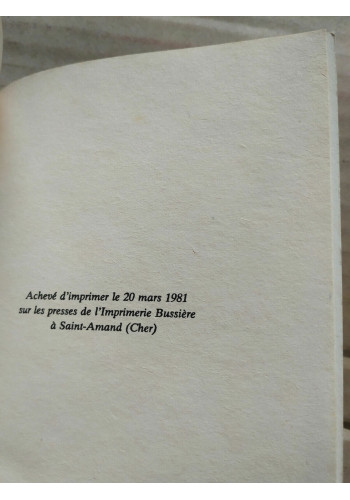 Achevé d'imprimer le 20 mars 1981
sur les presses de l'Imprimerie Bussière
à Saint-Amand (Cher)